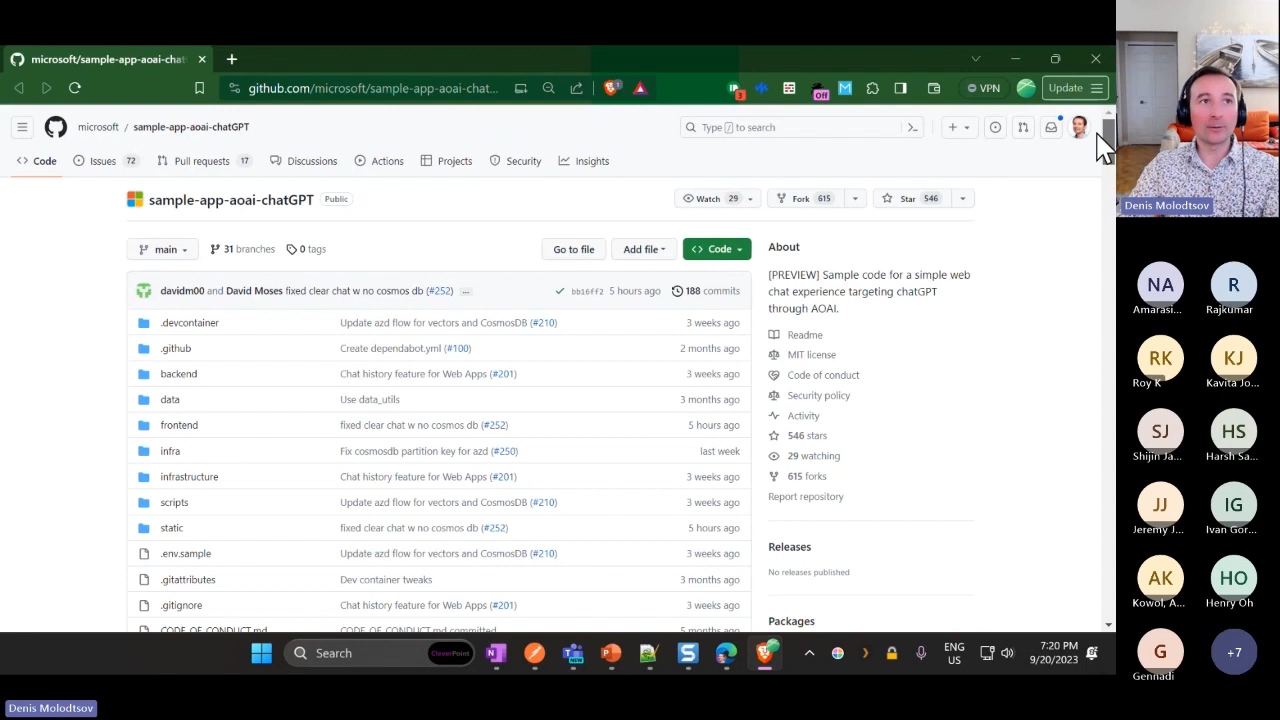 microsoft/sample-app-aoai-chat
github.com/microsoft/sample-app-aoai-chat...
3
Off
M
VPN
Update
microsoft / sample-app-aoai-chatGPT
Type / to search
Code
Issues 72
Pull requests 17
Discussions
Actions
Projects
Security
Insights
sample-app-aoai-chatGPT Public
Watch 29
Fork 615
Star 546
main
31 branches
0 tags
Go to file
Add file
Code
davidm00 and David Moses fixed clear chat w no cosmos db (#252) ...
bb16ff2 5 hours ago
188 commits
.devcontainer Update azd flow for vectors and CosmosDB (#210) 3 weeks ago
.github Create dependabot.yml (#100) 2 months ago
backend Chat history feature for Web Apps (#201) 3 weeks ago
data Use data_utils 3 months ago
frontend fixed clear chat w no cosmos db (#252) 5 hours ago
infra Fix cosmosdb partition key for azd (#250) last week
infrastructure Chat history feature for Web Apps (#201) 3 weeks ago
scripts Update azd flow for vectors and CosmosDB (#210) 3 weeks ago
static fixed clear chat w no cosmos db (#252) 5 hours ago
.env.sample Update azd flow for vectors and CosmosDB (#210) 3 weeks ago
.gitattributes Dev container tweaks 3 months ago
.gitignore Chat history feature for Web Apps (#201) 3 weeks ago
CODE_OF_CONDUCT.md CODE_OF_CONDUCT.md committed 5 months ago
About
[PREVIEW] Sample code for a simple web
chat experience targeting chatGPT
through AOAI.
Readme
MIT license
Code of conduct
Security policy
Activity
546 stars
29 watching
615 forks
Report repository
Releases
No releases published
Packages
Search
CleverPoint
ENG
US
7:20 PM
9/20/2023
Denis Molodtsov
NA
Amarasi...
R
Rajkumar
RK
Roy K
KJ
Kavita Jo...
SJ
Shijin Ja...
HS
Harsh Sa...
JJ
Jeremy J...
IG
Ivan Gor...
AK
Kowol, A...
HO
Henry Oh
G
Gennadi
+7
Denis Molodtsov